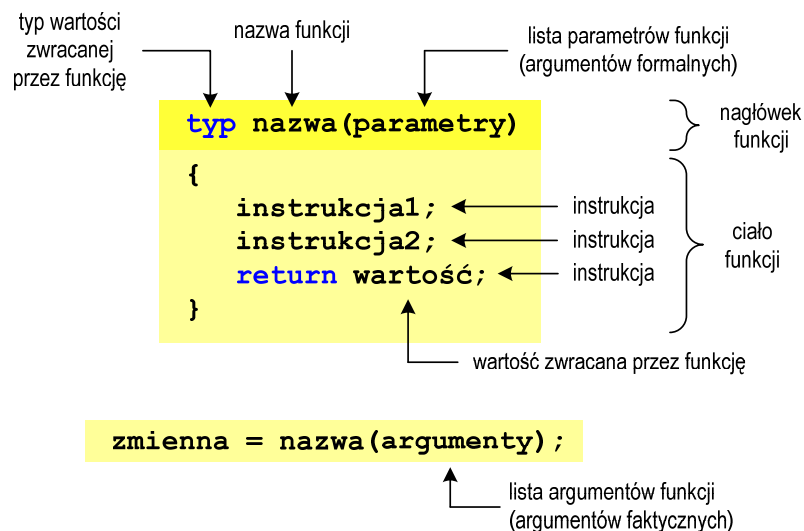 typ wartości
zwracanej
przez funkcję
nazwa funkcji
lista parametrów funkcji
(argumentów formalnych)
typ nazwa(parametry)
nagłówek
funkcji
{
instrukcja1;
instrukcja
instrukcja2;
instrukcja
return wartość;
instrukcja
}
ciało
funkcji
wartość zwracana przez funkcję
zmienna = nazwa(argumenty);
lista argumentów funkcji
(argumentów faktycznych)